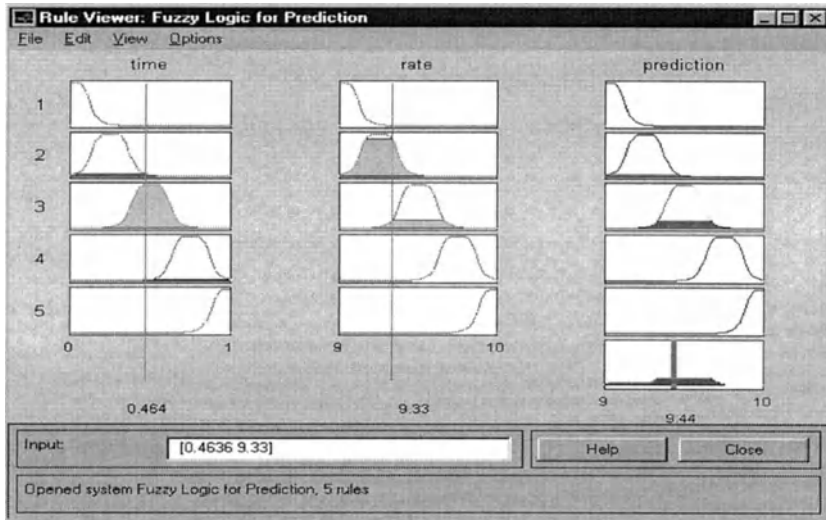 Rule Viewer: Fuzzy Logic for Prediction
File Edit View Options
time rate prediction
1
2
3
4
5
0 1 9 10
9 10
0.464 9.33 9.44
Input: [0.4636 9.33] Help Close
Opened system Fuzzy Logic for Prediction, 5 rules